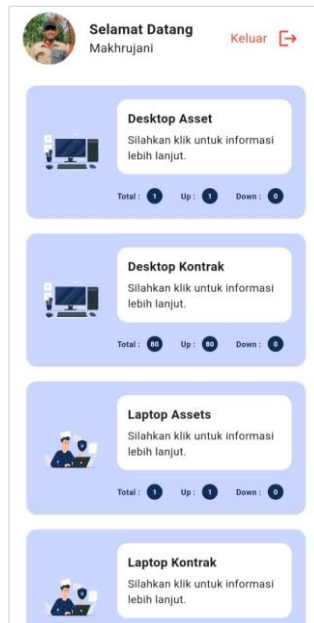 Selamat Datang
Makhrujani
Keluar
Desktop Asset
Silahkan klik untuk informasi
lebih lanjut.
Total : 1 Up : 1 Down : 0
Desktop Kontrak
Silahkan klik untuk informasi
lebih lanjut.
Total : 80 Up : 80 Down : 0
Laptop Assets
Silahkan klik untuk informasi
lebih lanjut.
Total : 1 Up : 1 Down : 0
Laptop Kontrak
Silahkan klik untuk informasi
lebih lanjut.